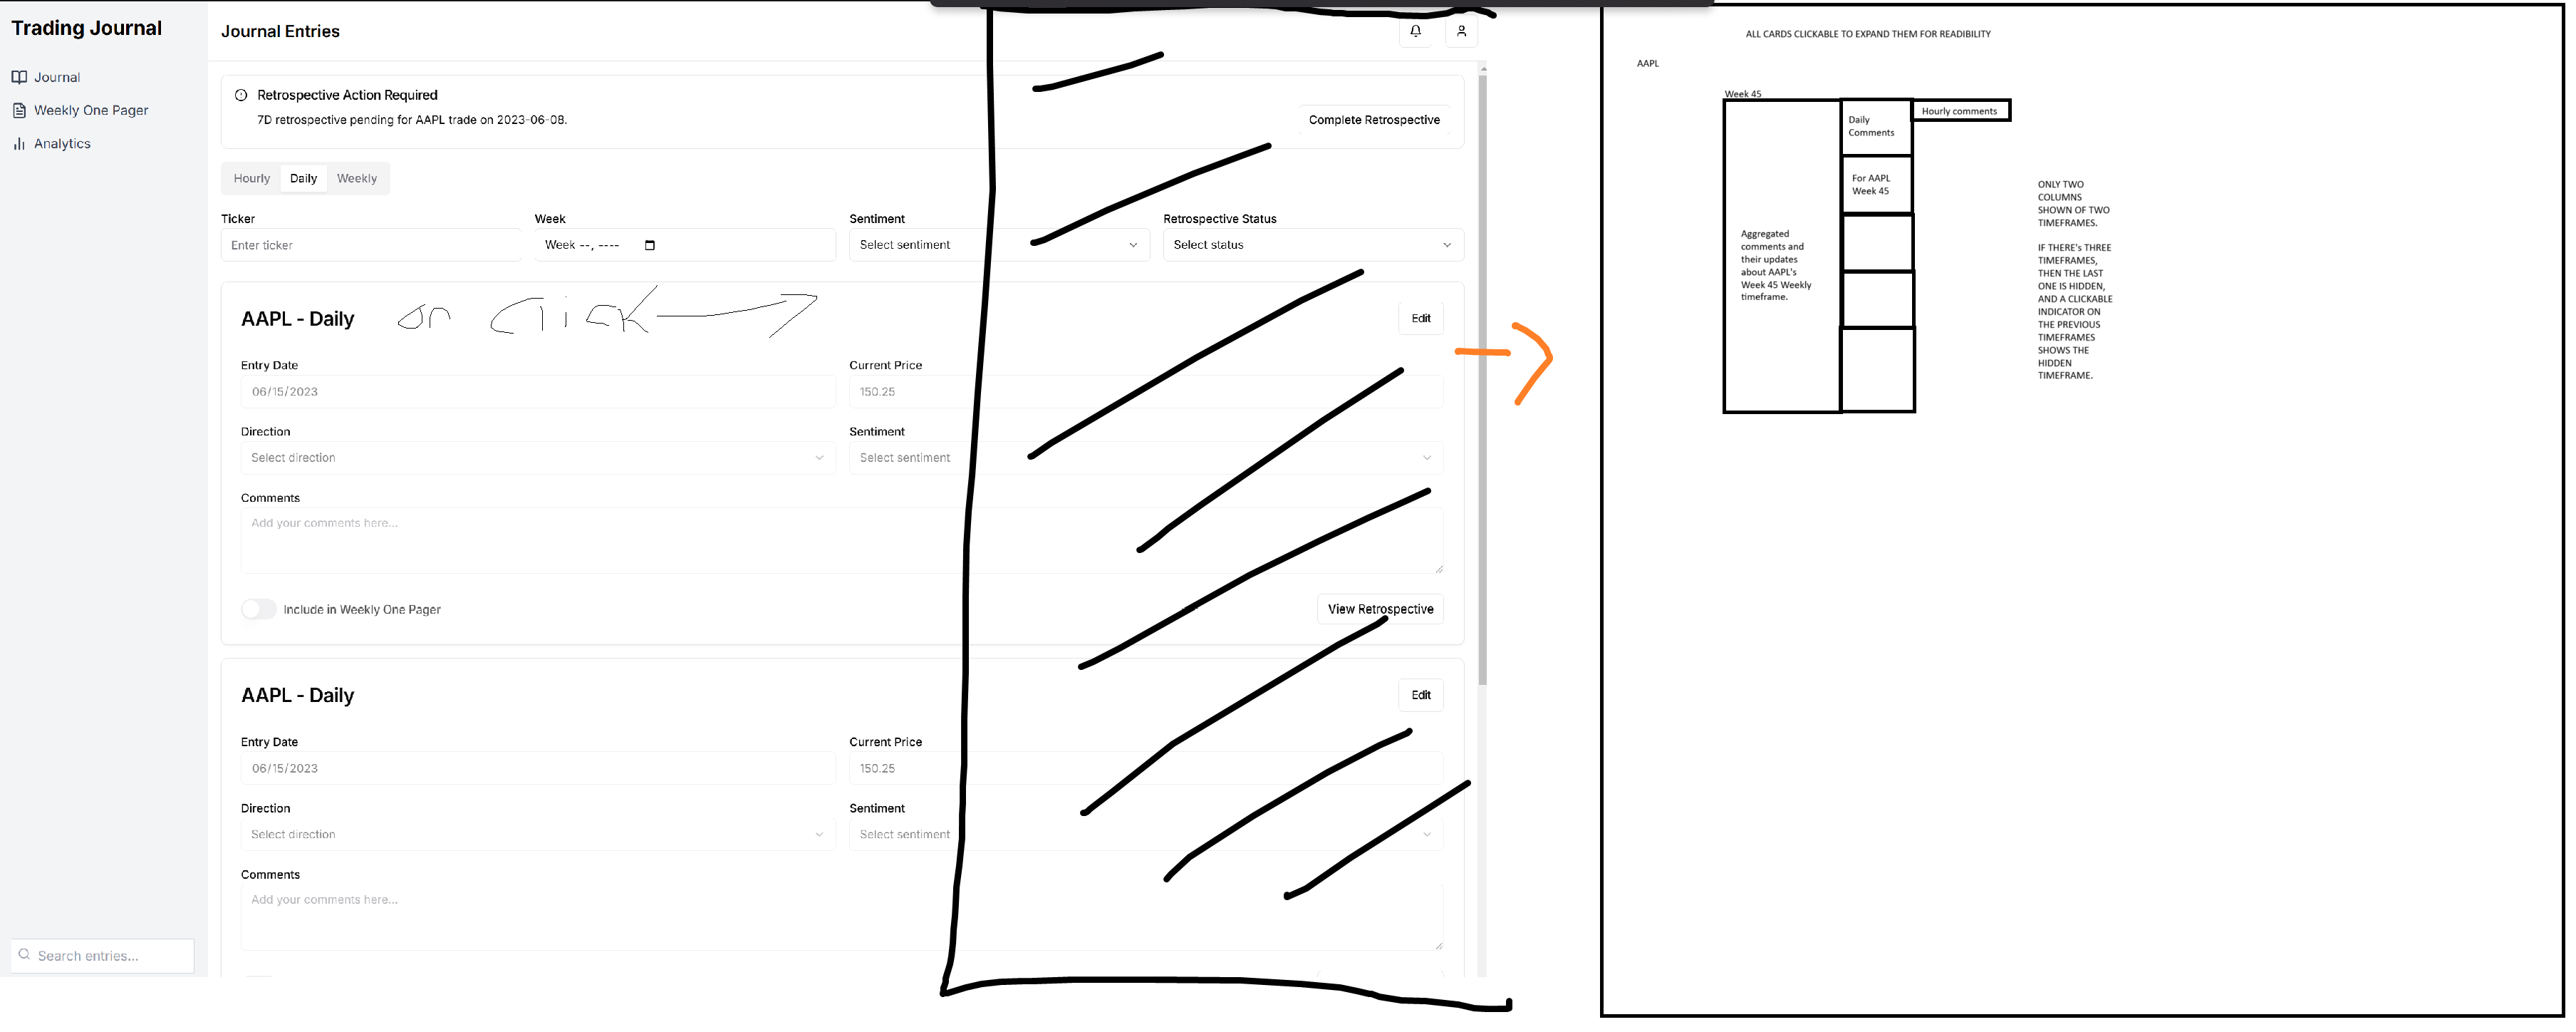 Trading Journal
Journal
Weekly One Pager
Analytics
Search entries...
Journal Entries
Retrospective Action Required
7D retrospective pending for AAPL trade on 2023-06-08.
Complete Retrospective
Hourly Daily Weekly
Ticker Week Sentiment Retrospective Status
Enter ticker Week --, ---- Select sentiment Select status
AAPL - Daily on click Edit
Entry Date Current Price
06/15/2023 150.25
Direction Sentiment
Select direction Select sentiment
Comments
Add your comments here...
Include in Weekly One Pager View Retrospective
AAPL - Daily Edit
Entry Date Current Price
06/15/2023 150.25
Direction Sentiment
Select direction Select sentiment
Comments
Add your comments here...
ALL CARDS CLICKABLE TO EXPAND THEM FOR READIBILITY
AAPL
Week 45
Aggregated
comments and
their updates
about AAPL's
Week 45 Weekly
timeframe.
Daily
Comments
For AAPL
Week 45
Hourly comments
ONLY TWO
COLUMNS
SHOWN OF TWO
TIMEFRAMES.
IF THERE's THREE
TIMEFRAMES,
THEN THE LAST
ONE IS HIDDEN,
AND A CLICKABLE
INDICATOR ON
THE PREVIOUS
TIMEFRAMES
SHOWS THE
HIDDEN
TIMEFRAME.